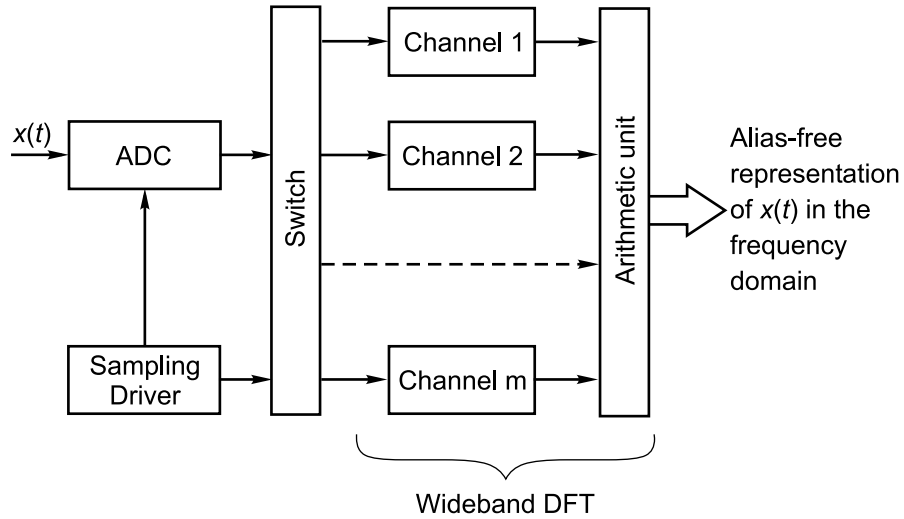 Channel 1
x(t)
ADC
Channel 2
Switch
Arithmetic unit
Alias-free
representation
of x(t) in the
frequency
domain
Sampling
Driver
Channel m
Wideband DFT